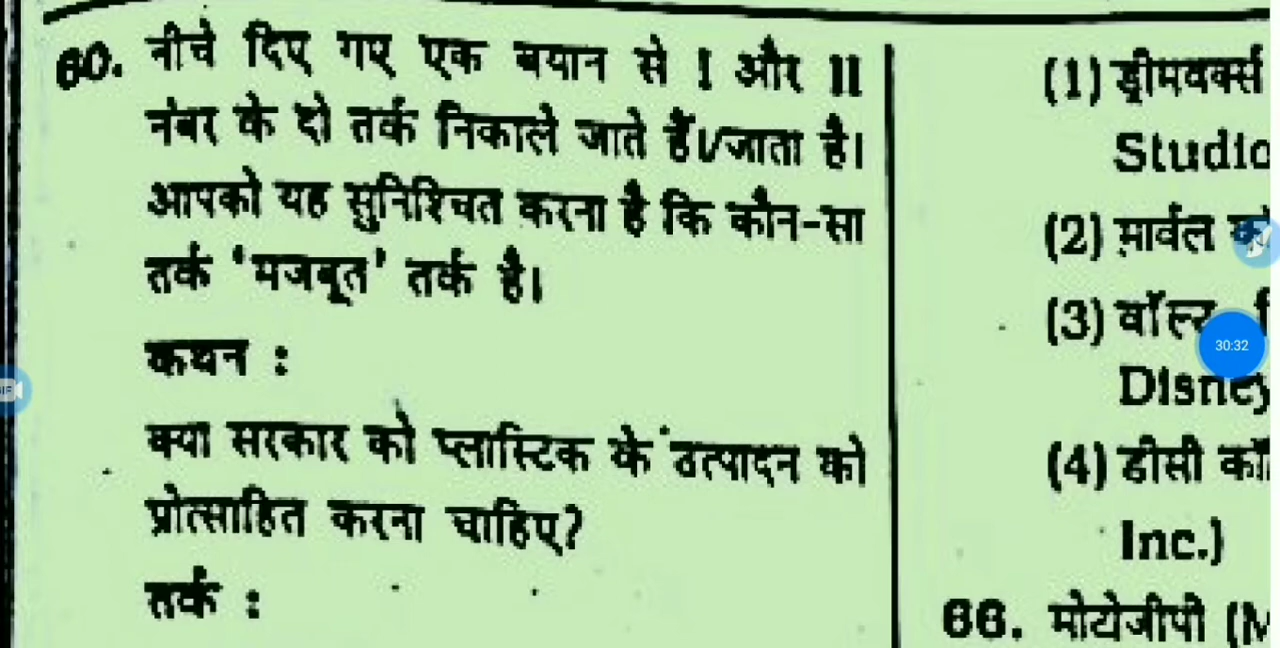 60. नीचे दिए गए एक बयान से I और II
नंबर के दो तर्क निकाले जाते हैं/जाता है।
आपको यह सुनिश्चित करना है कि कौन-सा
तर्क 'मजबूत' तर्क है।
कथन :
क्या सरकार को प्लास्टिक के उत्पादन को
प्रोत्साहित करना चाहिए?
तर्क :
(1) ड्रीमवर्क्स
(2) मार्वल
(3) वॉल्ट
Disney
(4) डीसी
Inc.)
66. मोटोजीपी
30:32